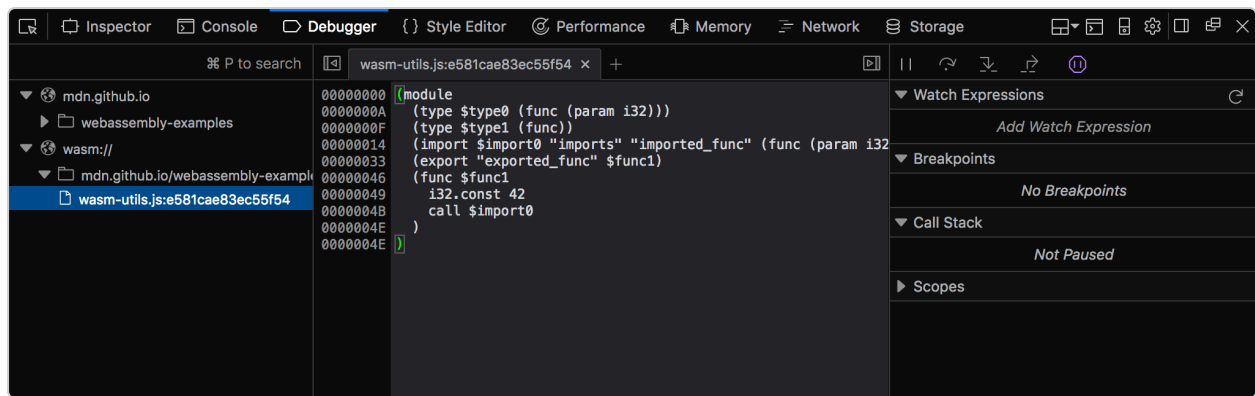 Inspector Console Debugger {} Style Editor Performance Memory Network Storage
⌘ P to search
mdn.github.io
webassembly-examples
wasm://
mdn.github.io/webassembly-exampl
wasm-utils.js:e581cae83ec55f54
wasm-utils.js:e581cae83ec55f54 × +
00000000 (module
0000000A (type $type0 (func (param i32)))
0000000F (type $type1 (func))
00000014 (import $import0 "imports" "imported_func" (func (param i32
00000033 (export "exported_func" $func1)
00000046 (func $func1
00000049 i32.const 42
0000004B call $import0
0000004E )
0000004E )
Watch Expressions
Add Watch Expression
Breakpoints
No Breakpoints
Call Stack
Not Paused
Scopes